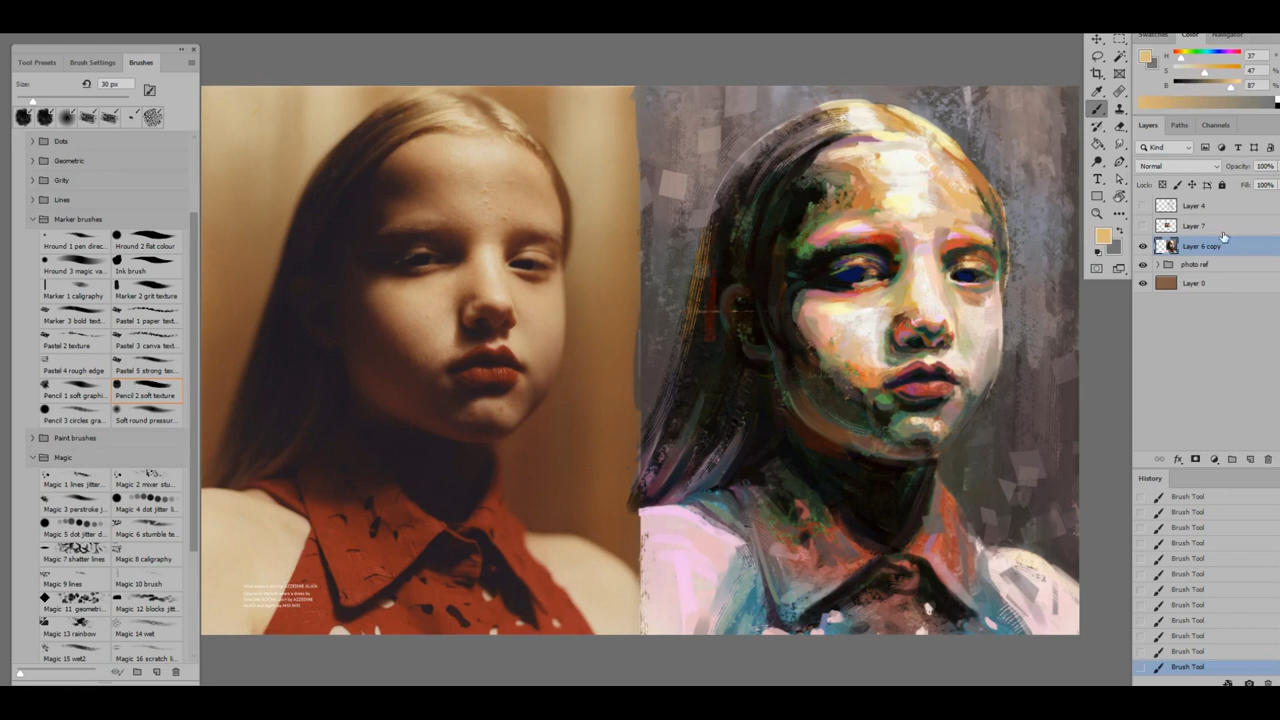 Tool Presets Brush Settings Brushes
Size: 30 px
Dots
Geometric
Grity
Lines
Marker brushes
Hround 1 pen direc... Hround 2 flat colour
Hround 3 magic va... Ink brush
Marker 1 caligraphy Marker 2 grit texture
Marker 3 bold text... Pastel 1 paper text...
Pastel 2 texture Pastel 3 canva text...
Pastel 4 rough edge Pastel 5 strong tex...
Pencil 1 soft graphi... Pencil 2 soft texture
Pencil 3 circles gra... Soft round pressur...
Paint brushes
Magic
Magic 1 lines jitter... Magic 2 mixer stu...
Magic 3 perstroke j... Magic 4 dot jitter li...
Magic 5 dot jitter d... Magic 6 stumble te...
Magic 7 shatter lines Magic 8 caligraphy
Magic 9 lines Magic 10 brush
Magic 11 geometri... Magic 12 blocks jitt...
Magic 13 rainbow Magic 14 wet
Magic 15 wet2 Magic 16 scratch li...
Swatches Color Navigator
H 37 °
S 47 %
B 87 %
Layers Paths Channels
Kind
Normal Opacity: 100%
Lock: Fill: 100%
Layer 4
Layer 7
Layer 6 copy
photo ref
Layer 0
History
Brush Tool
Brush Tool
Brush Tool
Brush Tool
Brush Tool
Brush Tool
Brush Tool
Brush Tool
Brush Tool
Brush Tool
Brush Tool
Brush Tool